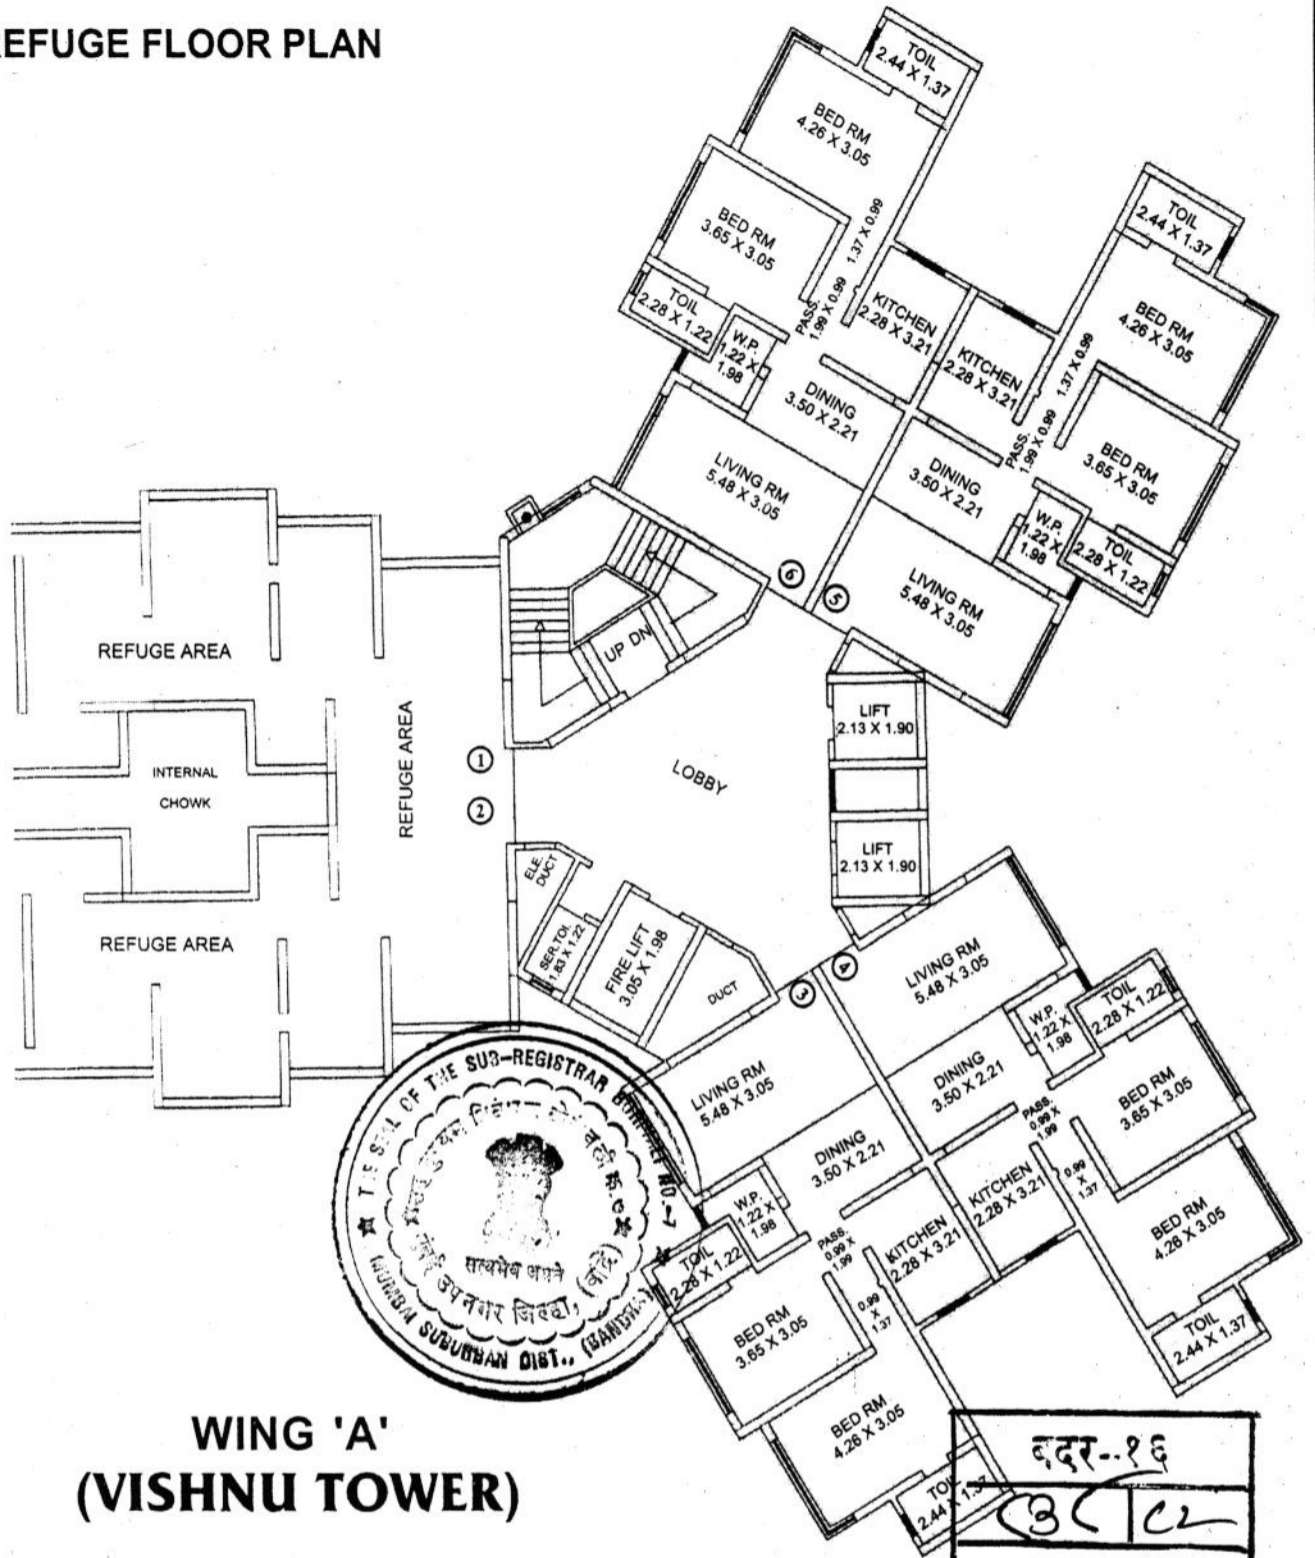 REFUGE FLOOR PLAN
TOIL
2.44 X 1.37
BED RM
4.26 X 3.05
BED RM
3.65 X 3.05
TOIL
2.28 X 1.22
W.P.
1.22 X
1.98
PASS.
1.99 X 0.99
1.37 X 0.99
KITCHEN
2.28 X 3.21
DINING
3.50 X 2.21
LIVING RM
5.48 X 3.05
6
TOIL
2.44 X 1.37
BED RM
4.26 X 3.05
1.37 X 0.99
KITCHEN
2.28 X 3.21
PASS.
1.99 X 0.99
BED RM
3.65 X 3.05
DINING
3.50 X 2.21
W.P.
1.22 X
1.98
TOIL
2.28 X 1.22
LIVING RM
5.48 X 3.05
5
REFUGE AREA
INTERNAL
CHOWK
REFUGE AREA
REFUGE AREA
UP DN
1
2
LOBBY
LIFT
2.13 X 1.90
LIFT
2.13 X 1.90
ELE.
DUCT
SER.TOI.
1.83 X 1.22
FIRE LIFT
3.05 X 1.98
DUCT
3
4
LIVING RM
5.48 X 3.05
W.P.
1.22 X
1.98
TOIL
2.28 X 1.22
DINING
3.50 X 2.21
BED RM
3.65 X 3.05
PASS.
0.99 X
1.99
0.99
X
1.37
KITCHEN
2.28 X 3.21
BED RM
4.26 X 3.05
TOIL
2.44 X 1.37
LIVING RM
5.48 X 3.05
DINING
3.50 X 2.21
W.P.
1.22 X
1.98
TOIL
2.28 X 1.22
PASS.
0.99 X
1.99
KITCHEN
2.28 X 3.21
0.99
X
1.37
BED RM
3.65 X 3.05
BED RM
4.26 X 3.05
TOIL
2.44 X 1.37
THE SEAL OF THE SUB-REGISTRAR NO.-7
MUMBAI SUBURBAN DIST., (BANDRA)
मुंबई उपनगर जिल्हा, (वांद्रे)
WING 'A'
(VISHNU TOWER)
बदर--१६